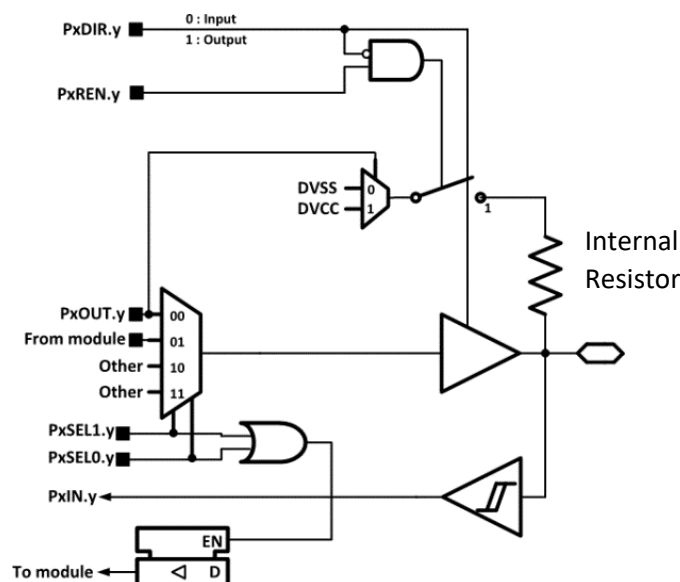 PxDIR.y
0 : Input
1 : Output
PxREN.y
DVSS
DVCC
0
1
1
Internal
Resistor
PxOUT.y
00
From module
01
Other
10
Other
11
PxSEL1.y
PxSEL0.y
PxIN.y
EN
To module
D